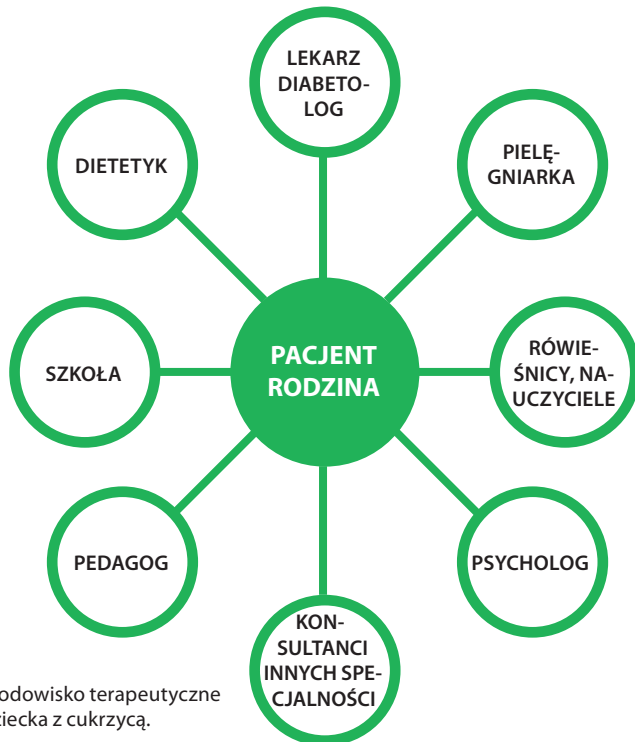 LEKARZ
DIABETO-
LOG
DIETETYK
PIELĘ-
GNIARKA
SZKOŁA
PACJENT
RODZINA
RÓWIE-
ŚNICY, NA-
UCZYCIELE
PEDAGOG
PSYCHOLOG
KON-
SULTANCI
INNYCH SPE-
CJALNOŚCI
odowisko terapeutyczne
iecka z cukrzycą.